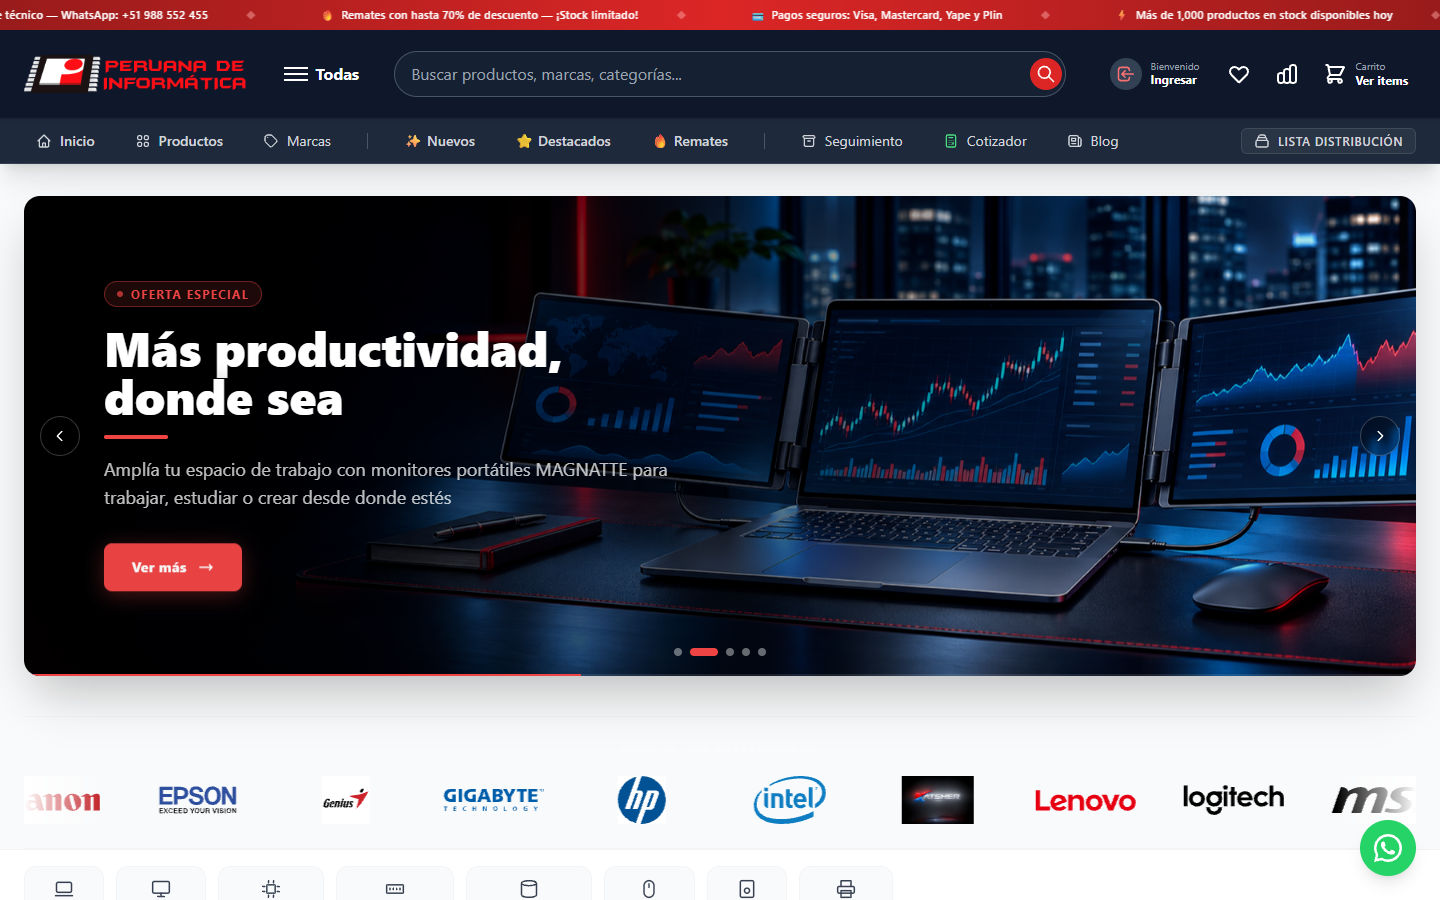 técnico — WhatsApp: +51 988 552 455
Remates con hasta 70% de descuento — ¡Stock limitado!
Pagos seguros: Visa, Mastercard, Yape y Plin
Más de 1,000 productos en stock disponibles hoy
PERUANA DE
INFORMÁTICA
Todas
Buscar productos, marcas, categorías...
Bienvenido
Ingresar
Carrito
Ver items
Inicio
Productos
Marcas
Nuevos
Destacados
Remates
Seguimiento
Cotizador
Blog
LISTA DISTRIBUCIÓN
OFERTA ESPECIAL
Más productividad,
donde sea
Amplía tu espacio de trabajo con monitores portátiles MAGNATTE para
trabajar, estudiar o crear desde donde estés
Ver más →
anon
EPSON
EXCEED YOUR VISION
Genius
GIGABYTE™
TECHNOLOGY
hp
intel
Lenovo
logitech
ms